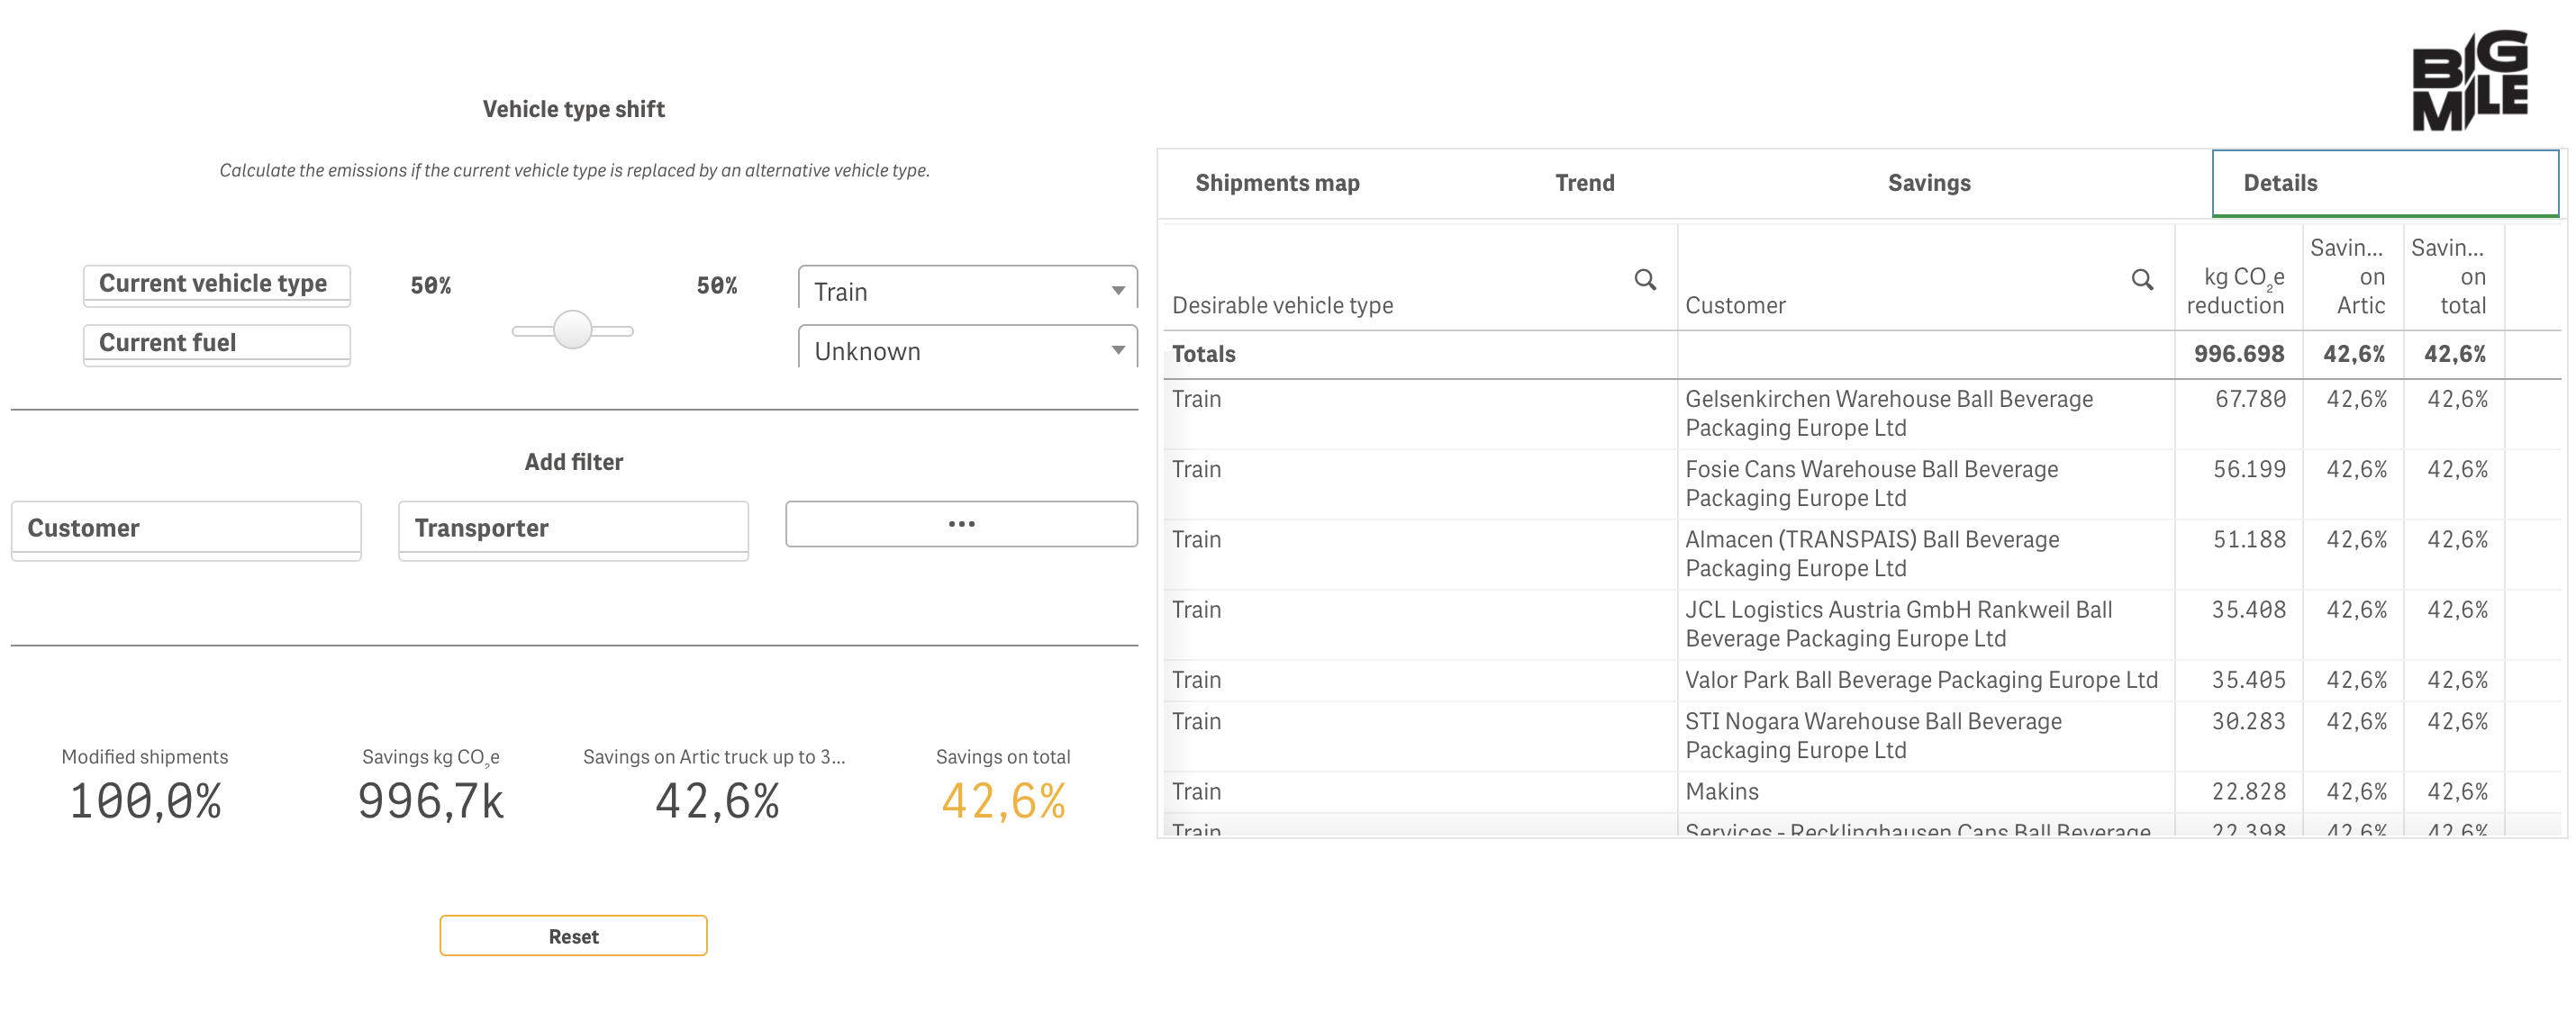 BIG
MILE
Vehicle type shift
Calculate the emissions if the current vehicle type is replaced by an alternative vehicle type.
Current vehicle type
50%
50%
Train
Current fuel
Unknown
Add filter
Customer
Transporter
...
Modified shipments
100,0%
Savings kg CO₂e
996,7k
Savings on Artic truck up to 3...
42,6%
Savings on total
42,6%
Reset
Shipments map
Trend
Savings
Details
Desirable vehicle type
Customer
kg CO₂e
reduction
Savin...
on
Artic
Savin...
on
total
Totals 996.698 42,6% 42,6%
Train Gelsenkirchen Warehouse Ball Beverage 67.780 42,6% 42,6%
Packaging Europe Ltd
Train Fosie Cans Warehouse Ball Beverage 56.199 42,6% 42,6%
Packaging Europe Ltd
Train Almacen (TRANSPAIS) Ball Beverage 51.188 42,6% 42,6%
Packaging Europe Ltd
Train JCL Logistics Austria GmbH Rankweil Ball 35.408 42,6% 42,6%
Beverage Packaging Europe Ltd
Train Valor Park Ball Beverage Packaging Europe Ltd 35.405 42,6% 42,6%
Train STI Nogara Warehouse Ball Beverage 30.283 42,6% 42,6%
Packaging Europe Ltd
Train Makins 22.828 42,6% 42,6%
Train Services - Recklinghausen Cans Ball Beverage 22.398 42,6% 42,6%